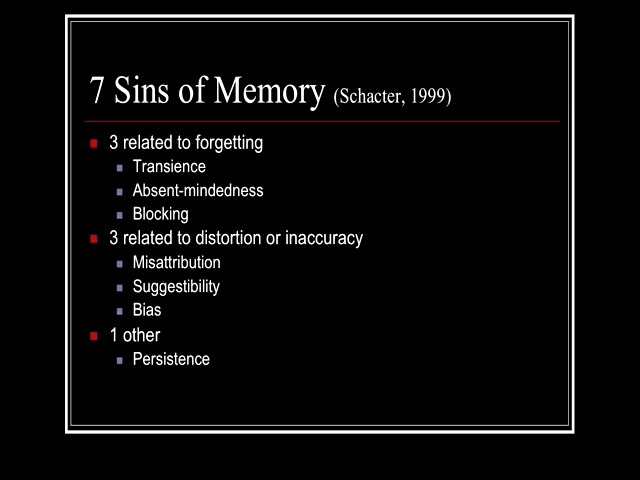 7 Sins of Memory (Schacter, 1999)
3 related to forgetting
Transience
Absent-mindedness
Blocking
3 related to distortion or inaccuracy
Misattribution
Suggestibility
Bias
1 other
Persistence